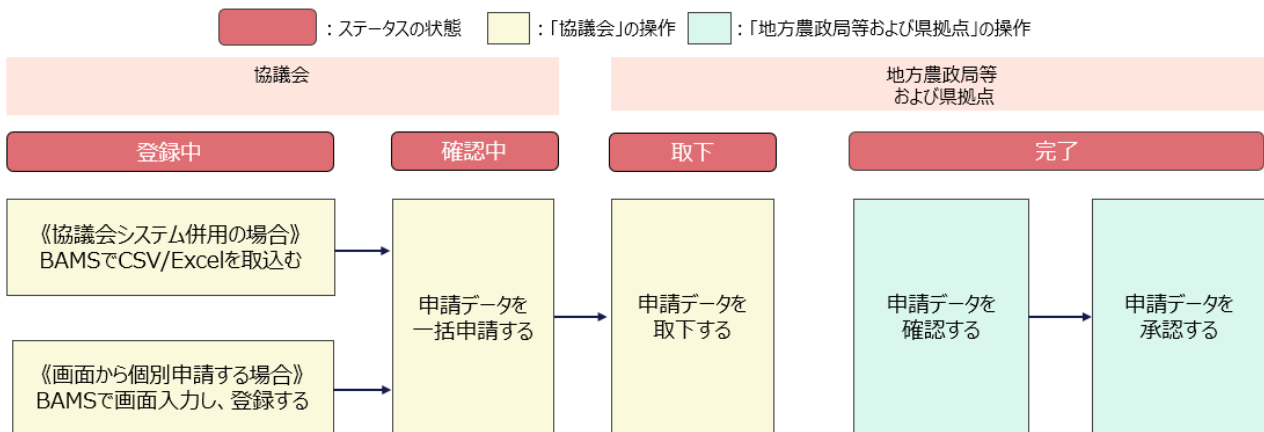 ：ステータスの状態
：「協議会」の操作
：「地方農政局等および県拠点」の操作
協議会
地方農政局等
および県拠点
登録中
確認中
取下
完了
《協議会システム併用の場合》
BAMSでCSV/Excelを取込む
《画面から個別申請する場合》
BAMSで画面入力し、登録する
申請データを
一括申請する
申請データを
取下する
申請データを
確認する
申請データを
承認する